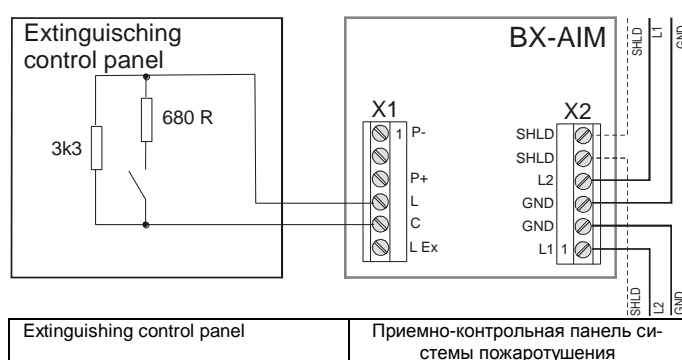 Extinguisching
control panel
680 R
3k3
BX-AIM
X1
1 P-
P+
L
C
L Ex
X2
SHLD
SHLD
L2
GND
GND
L1 1
SHLD
L1
GND
SHLD
L2
GND
Extinguishing control panel
Приемно-контрольная панель си-
стемы пожаротушения